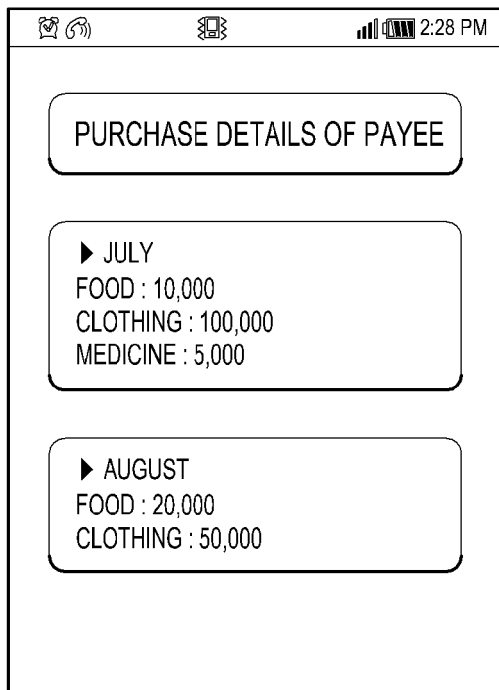 2:28 PM
PURCHASE DETAILS OF PAYEE
▶ JULY
FOOD : 10,000
CLOTHING : 100,000
MEDICINE : 5,000
▶ AUGUST
FOOD : 20,000
CLOTHING : 50,000